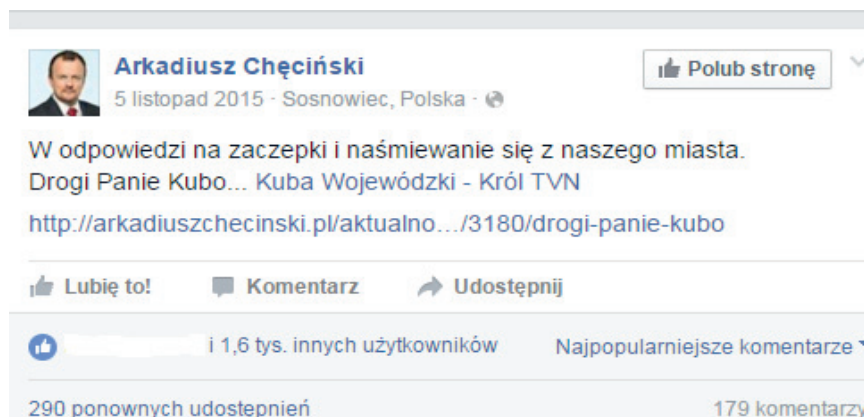 Arkadiusz Chęciński
Polub stronę
5 listopad 2015 · Sosnowiec, Polska ·
W odpowiedzi na zaczepki i naśmiewanie się z naszego miasta.
Drogi Panie Kubo... Kuba Wojewódzki - Król TVN
http://arkadiuszchecinski.pl/aktualno…/3180/drogi-panie-kubo
Lubię to! Komentarz Udostępnij
i 1,6 tys. innych użytkowników Najpopularniejsze komentarze
290 ponownych udostępnień 179 komentarzy